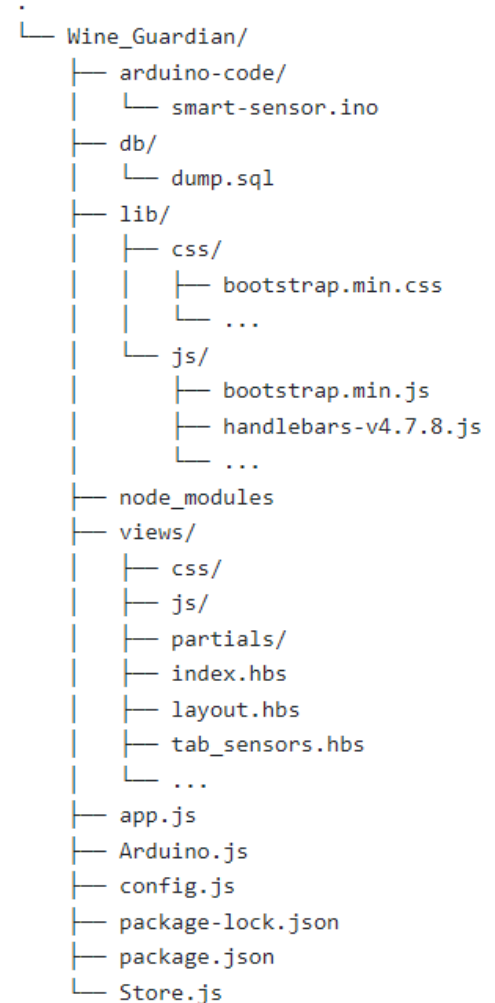 .
└── Wine_Guardian/
    ├── arduino-code/
    │   └── smart-sensor.ino
    ├── db/
    │   └── dump.sql
    ├── lib/
    │   ├── css/
    │   │   ├── bootstrap.min.css
    │   │   └── ...
    │   └── js/
    │       ├── bootstrap.min.js
    │       ├── handlebars-v4.7.8.js
    │       └── ...
    ├── node_modules
    ├── views/
    │   ├── css/
    │   ├── js/
    │   ├── partials/
    │   ├── index.hbs
    │   ├── layout.hbs
    │   ├── tab_sensors.hbs
    │   └── ...
    ├── app.js
    ├── Arduino.js
    ├── config.js
    ├── package-lock.json
    ├── package.json
    └── Store.js